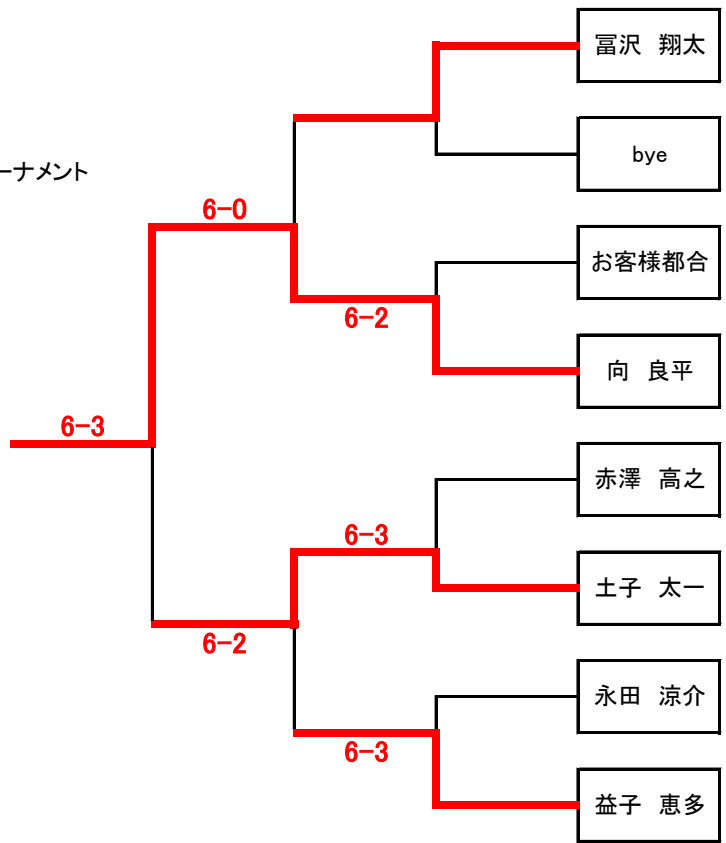 冨沢　翔太
bye
ーナメント
6-0
お客様都合
6-2
向　良平
6-3
赤澤　高之
6-3
土子　太一
6-2
永田　涼介
6-3
益子　恵多